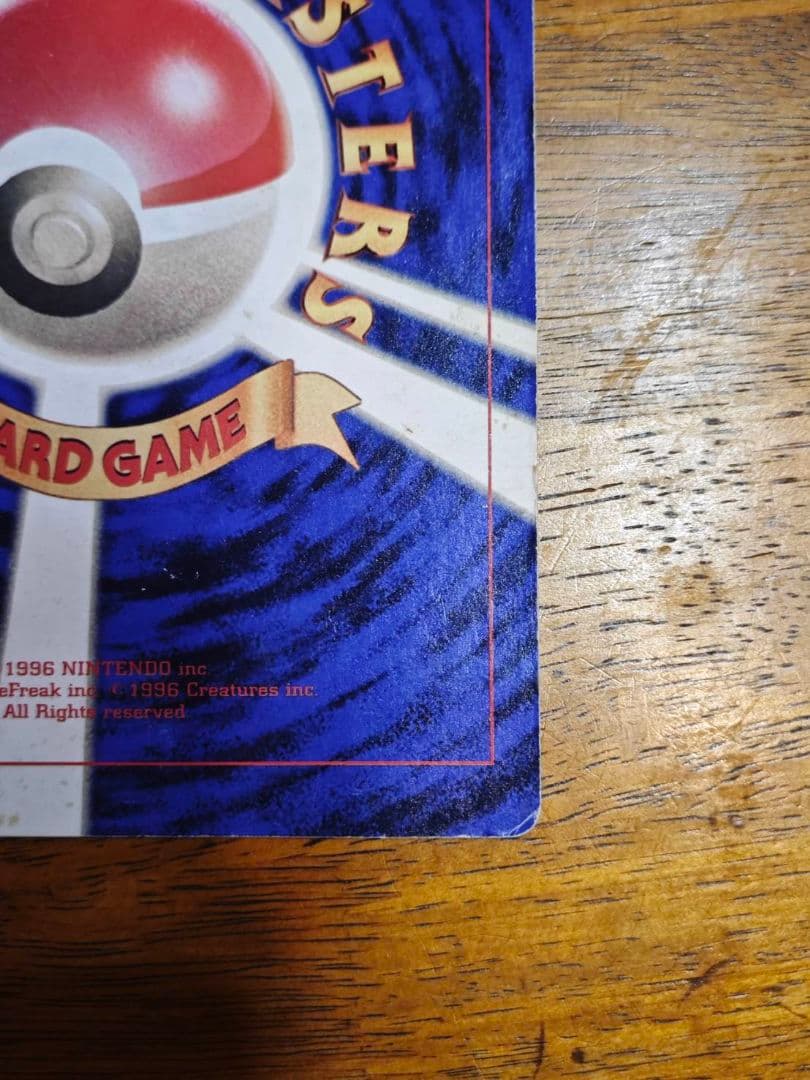 STERS
ARD GAME
1996 NINTENDO inc
eFreak inc. ©1996 Creatures inc.
All Rights reserved